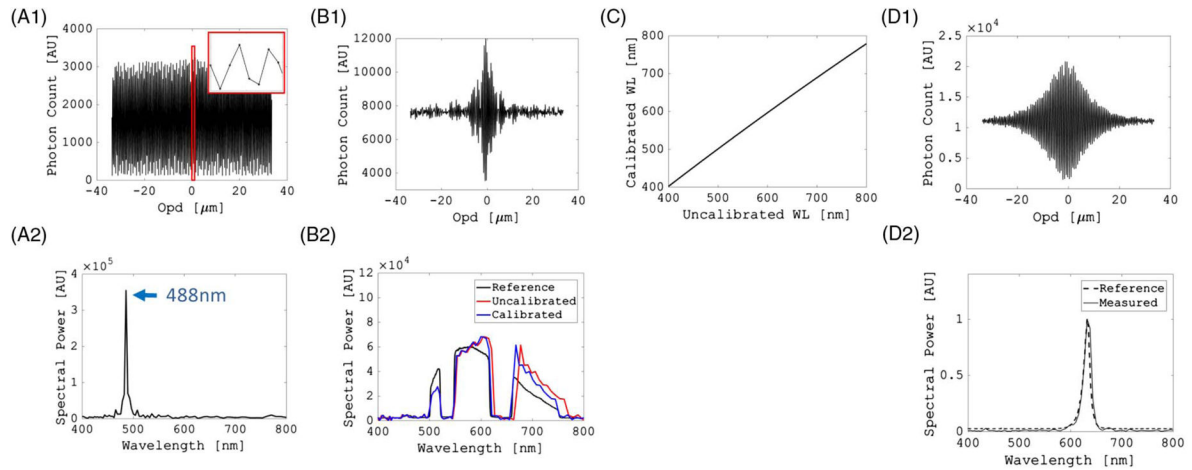 (A1)
4000
3000
2000
1000
0
Photon Count [AU]
-40
-20
0
20
40
Opd [μm]
(B1)
12000
10000
8000
6000
4000
Photon Count [AU]
-40
-20
0
20
40
Opd [μm]
(C)
800
700
600
500
400
Calibrated WL [nm]
400
500
600
700
800
Uncalibrated WL [nm]
(D1)
×10⁴
2.5
2
1.5
1
0.5
0
Photon Count [AU]
-40
-20
0
20
40
Opd [μm]
(A2)
×10⁵
4
3
2
1
0
Spectral Power [AU]
488nm
400
500
600
700
800
Wavelength [nm]
(B2)
×10⁴
12
10
8
6
4
2
0
Spectral Power [AU]
Reference
Uncalibrated
Calibrated
400
500
600
700
800
Wavelength [nm]
(D2)
1
0.5
0
Spectral Power [AU]
Reference
Measured
400
500
600
700
800
Wavelength [nm]